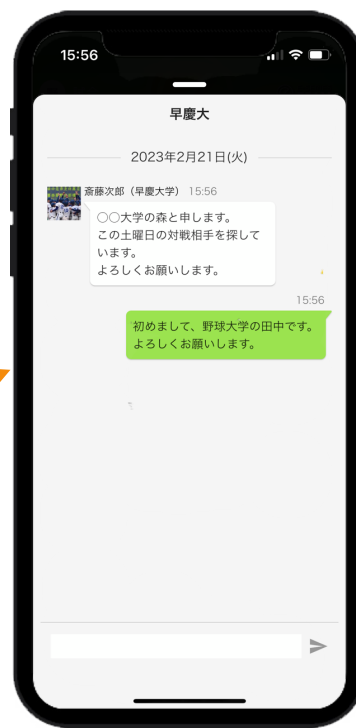 15:56
早慶大
2023年2月21日(火)
斎藤次郎（早慶大学） 15:56
○○大学の森と申します。
この土曜日の対戦相手を探して
います。
よろしくお願いします。
15:56
初めまして、野球大学の田中です。
よろしくお願いします。